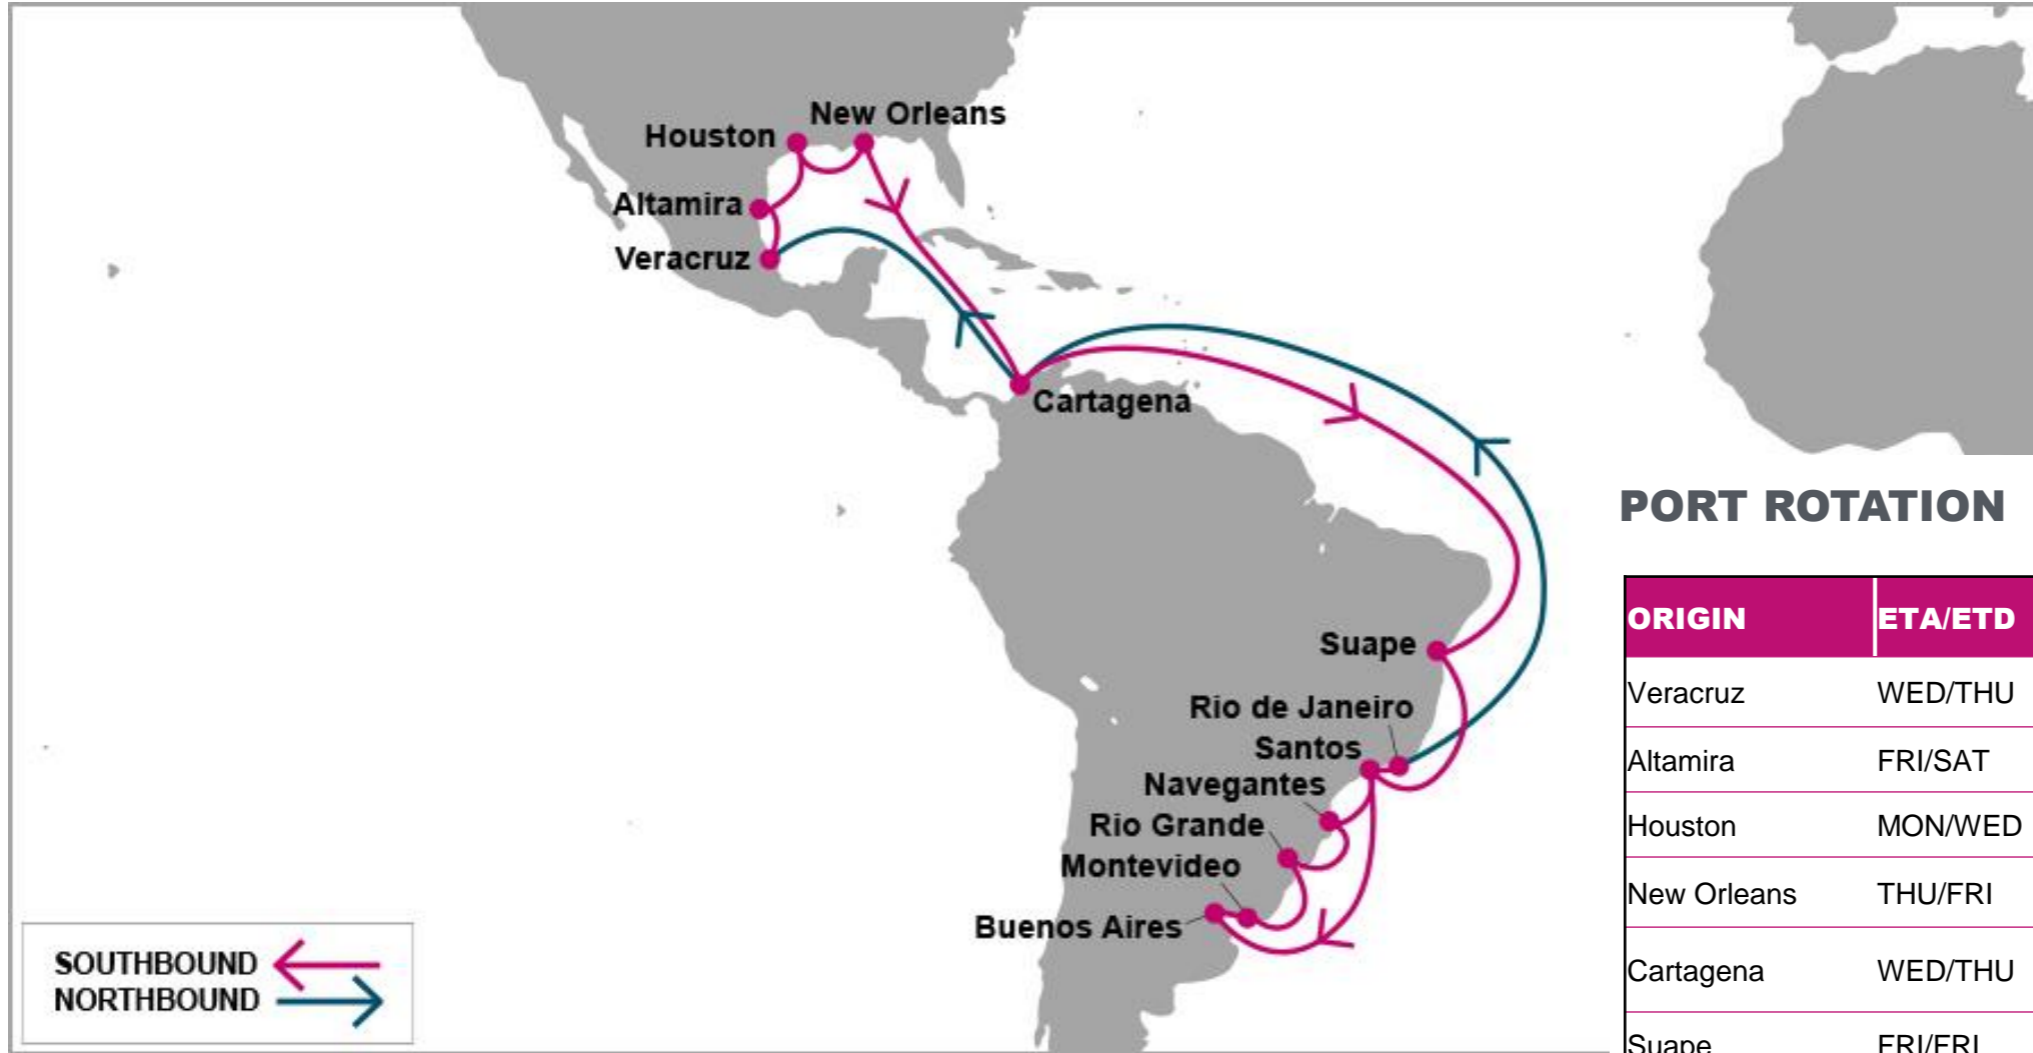 New Orleans
Houston
Altamira
Veracruz
Cartagena
Suape
Rio de Janeiro
Santos
Navegantes
Rio Grande
Montevideo
Buenos Aires
SOUTHBOUND
NORTHBOUND
PORT ROTATION
ORIGIN ETA/ETD
Veracruz WED/THU
Altamira FRI/SAT
Houston MON/WED
New Orleans THU/FRI
Cartagena WED/THU
Suape FRI/FRI